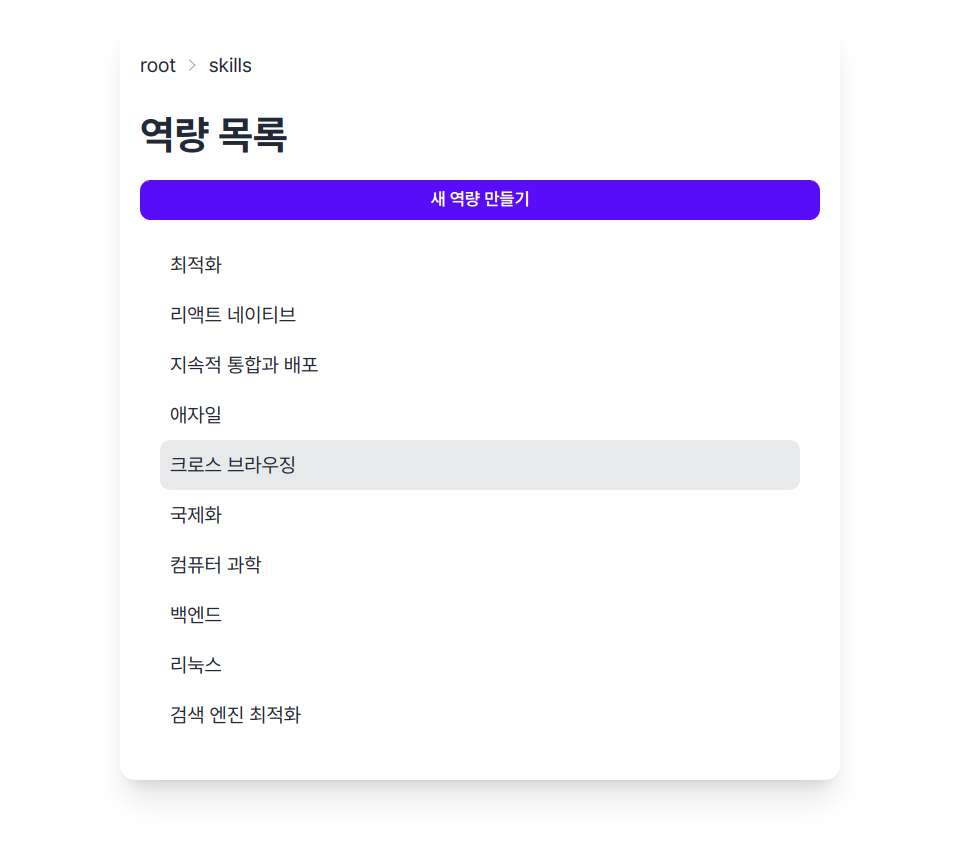 root > skills
역량 목록
새 역량 만들기
최적화
리액트 네이티브
지속적 통합과 배포
애자일
크로스 브라우징
국제화
컴퓨터 과학
백엔드
리눅스
검색 엔진 최적화